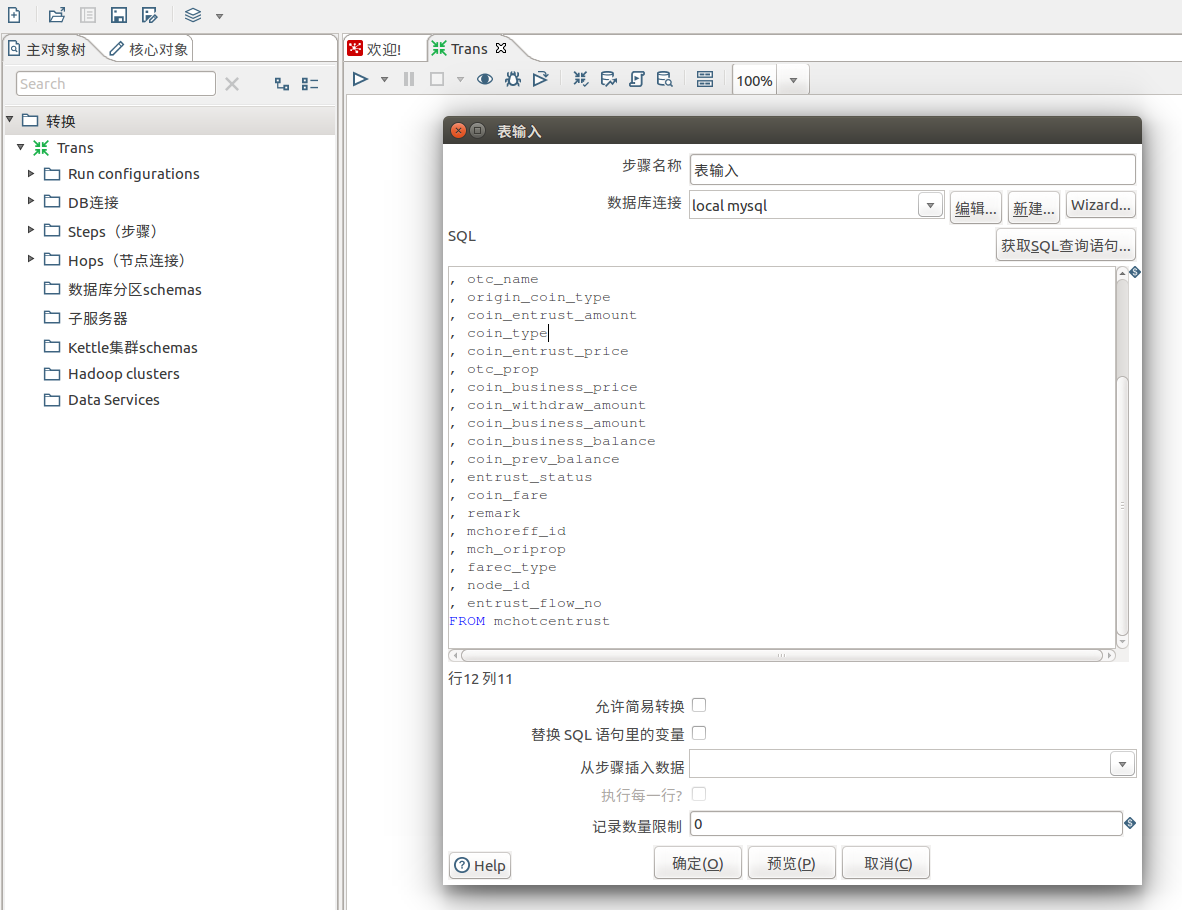 主对象树
核心对象
Search
转换
Trans
Run configurations
DB连接
Steps（步骤）
Hops（节点连接）
数据库分区schemas
子服务器
Kettle集群schemas
Hadoop clusters
Data Services
欢迎!
Trans
100%
表输入
步骤名称
表输入
数据库连接
local mysql
编辑...
新建...
Wizard...
SQL
获取SQL查询语句...
, otc_name
, origin_coin_type
, coin_entrust_amount
, coin_type
, coin_entrust_price
, otc_prop
, coin_business_price
, coin_withdraw_amount
, coin_business_amount
, coin_business_balance
, coin_prev_balance
, entrust_status
, coin_fare
, remark
, mchoreff_id
, mch_oriprop
, farec_type
, node_id
, entrust_flow_no
FROM mchotcentrust
行12 列11
允许简易转换
替换 SQL 语句里的变量
从步骤插入数据
执行每一行?
记录数量限制
0
Help
确定(O)
预览(P)
取消(C)